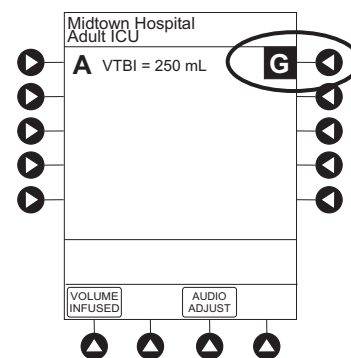 Midtown Hospital
Adult ICU
A VTBI = 250 mL G
VOLUME
INFUSED
AUDIO
ADJUST